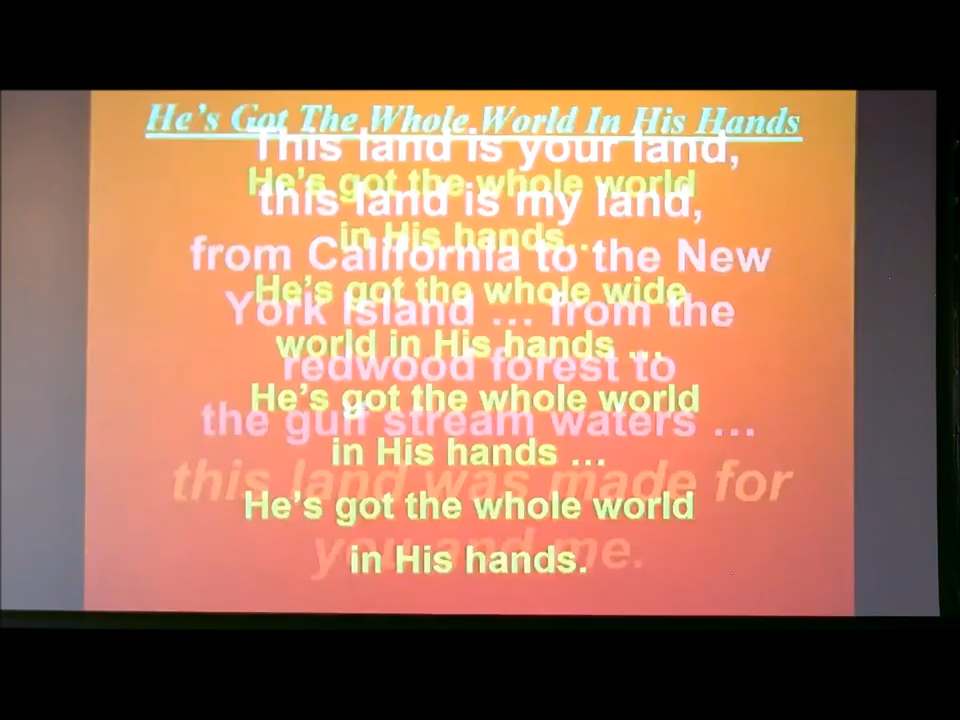 He's Got The Whole World In His Hands
This land is your land,
He's got the whole world
this land is my land,
in His hands...
from California to the New
He's got the whole wide
York Island ... from the
world in His hands ...
redwood forest to
He's got the whole world
the gulf stream waters ...
in His hands ...
this land was made for
He's got the whole world
you and me.
in His hands.